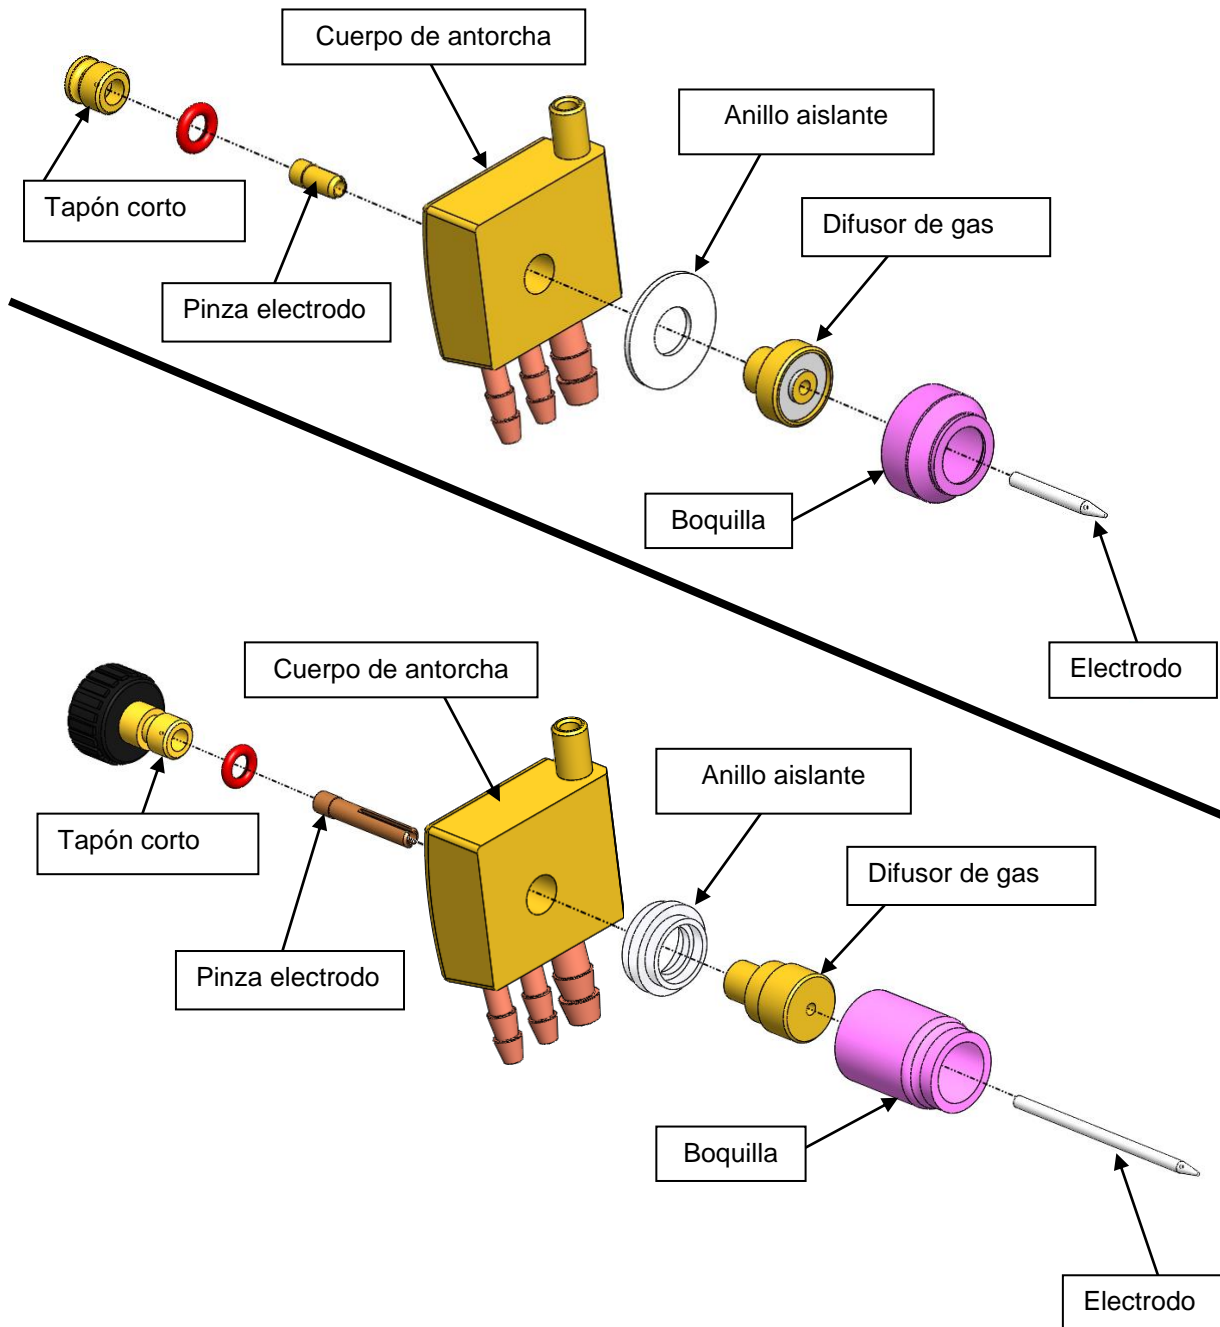 Cuerpo de antorcha
Anillo aislante
Tapón corto
Difusor de gas
Pinza electrodo
Boquilla
Electrodo
Cuerpo de antorcha
Anillo aislante
Tapón corto
Difusor de gas
Pinza electrodo
Boquilla
Electrodo